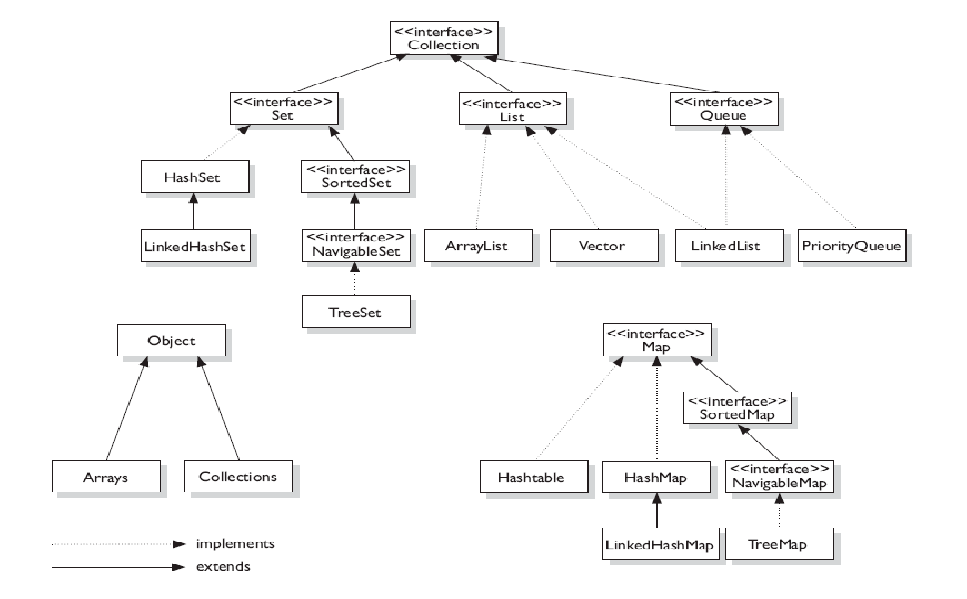 <<interface>>
Collection
<<interface>>
Set
<<interface>>
List
<<interface>>
Queue
HashSet
<<interface>>
SortedSet
LinkedHashSet
<<interface>>
NavigableSet
ArrayList
Vector
LinkedList
PriorityQueue
TreeSet
Object
<<interface>>
Map
<<interface>>
SortedMap
Arrays
Collections
Hashtable
HashMap
<<interface>>
NavigableMap
LinkedHashMap
TreeMap
implements
extends